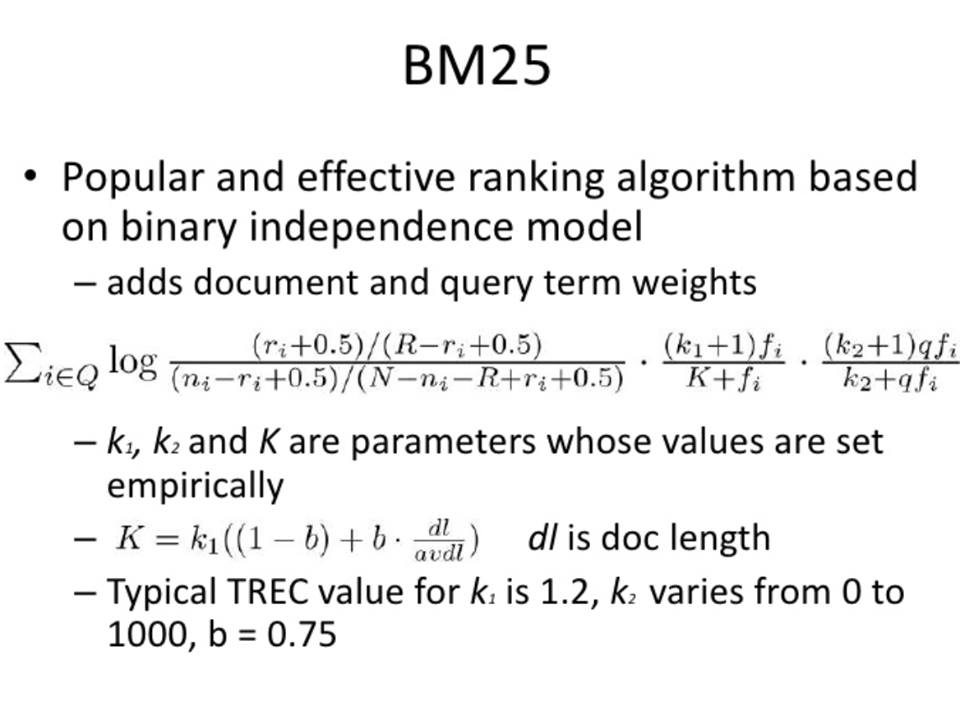 BM25
• Popular and effective ranking algorithm based
on binary independence model
– adds document and query term weights
$\sum_{i \in Q} \log \frac{(r_i+0.5)/(R-r_i+0.5)}{(n_i-r_i+0.5)/(N-n_i-R+r_i+0.5)} \cdot \frac{(k_1+1)f_i}{K+f_i} \cdot \frac{(k_2+1)qf_i}{k_2+qf_i}$
– k₁, k₂ and K are parameters whose values are set
empirically
– $K = k_1((1-b)+b \cdot \frac{dl}{avdl})$ dl is doc length
– Typical TREC value for k₁ is 1.2, k₂ varies from 0 to
1000, b = 0.75